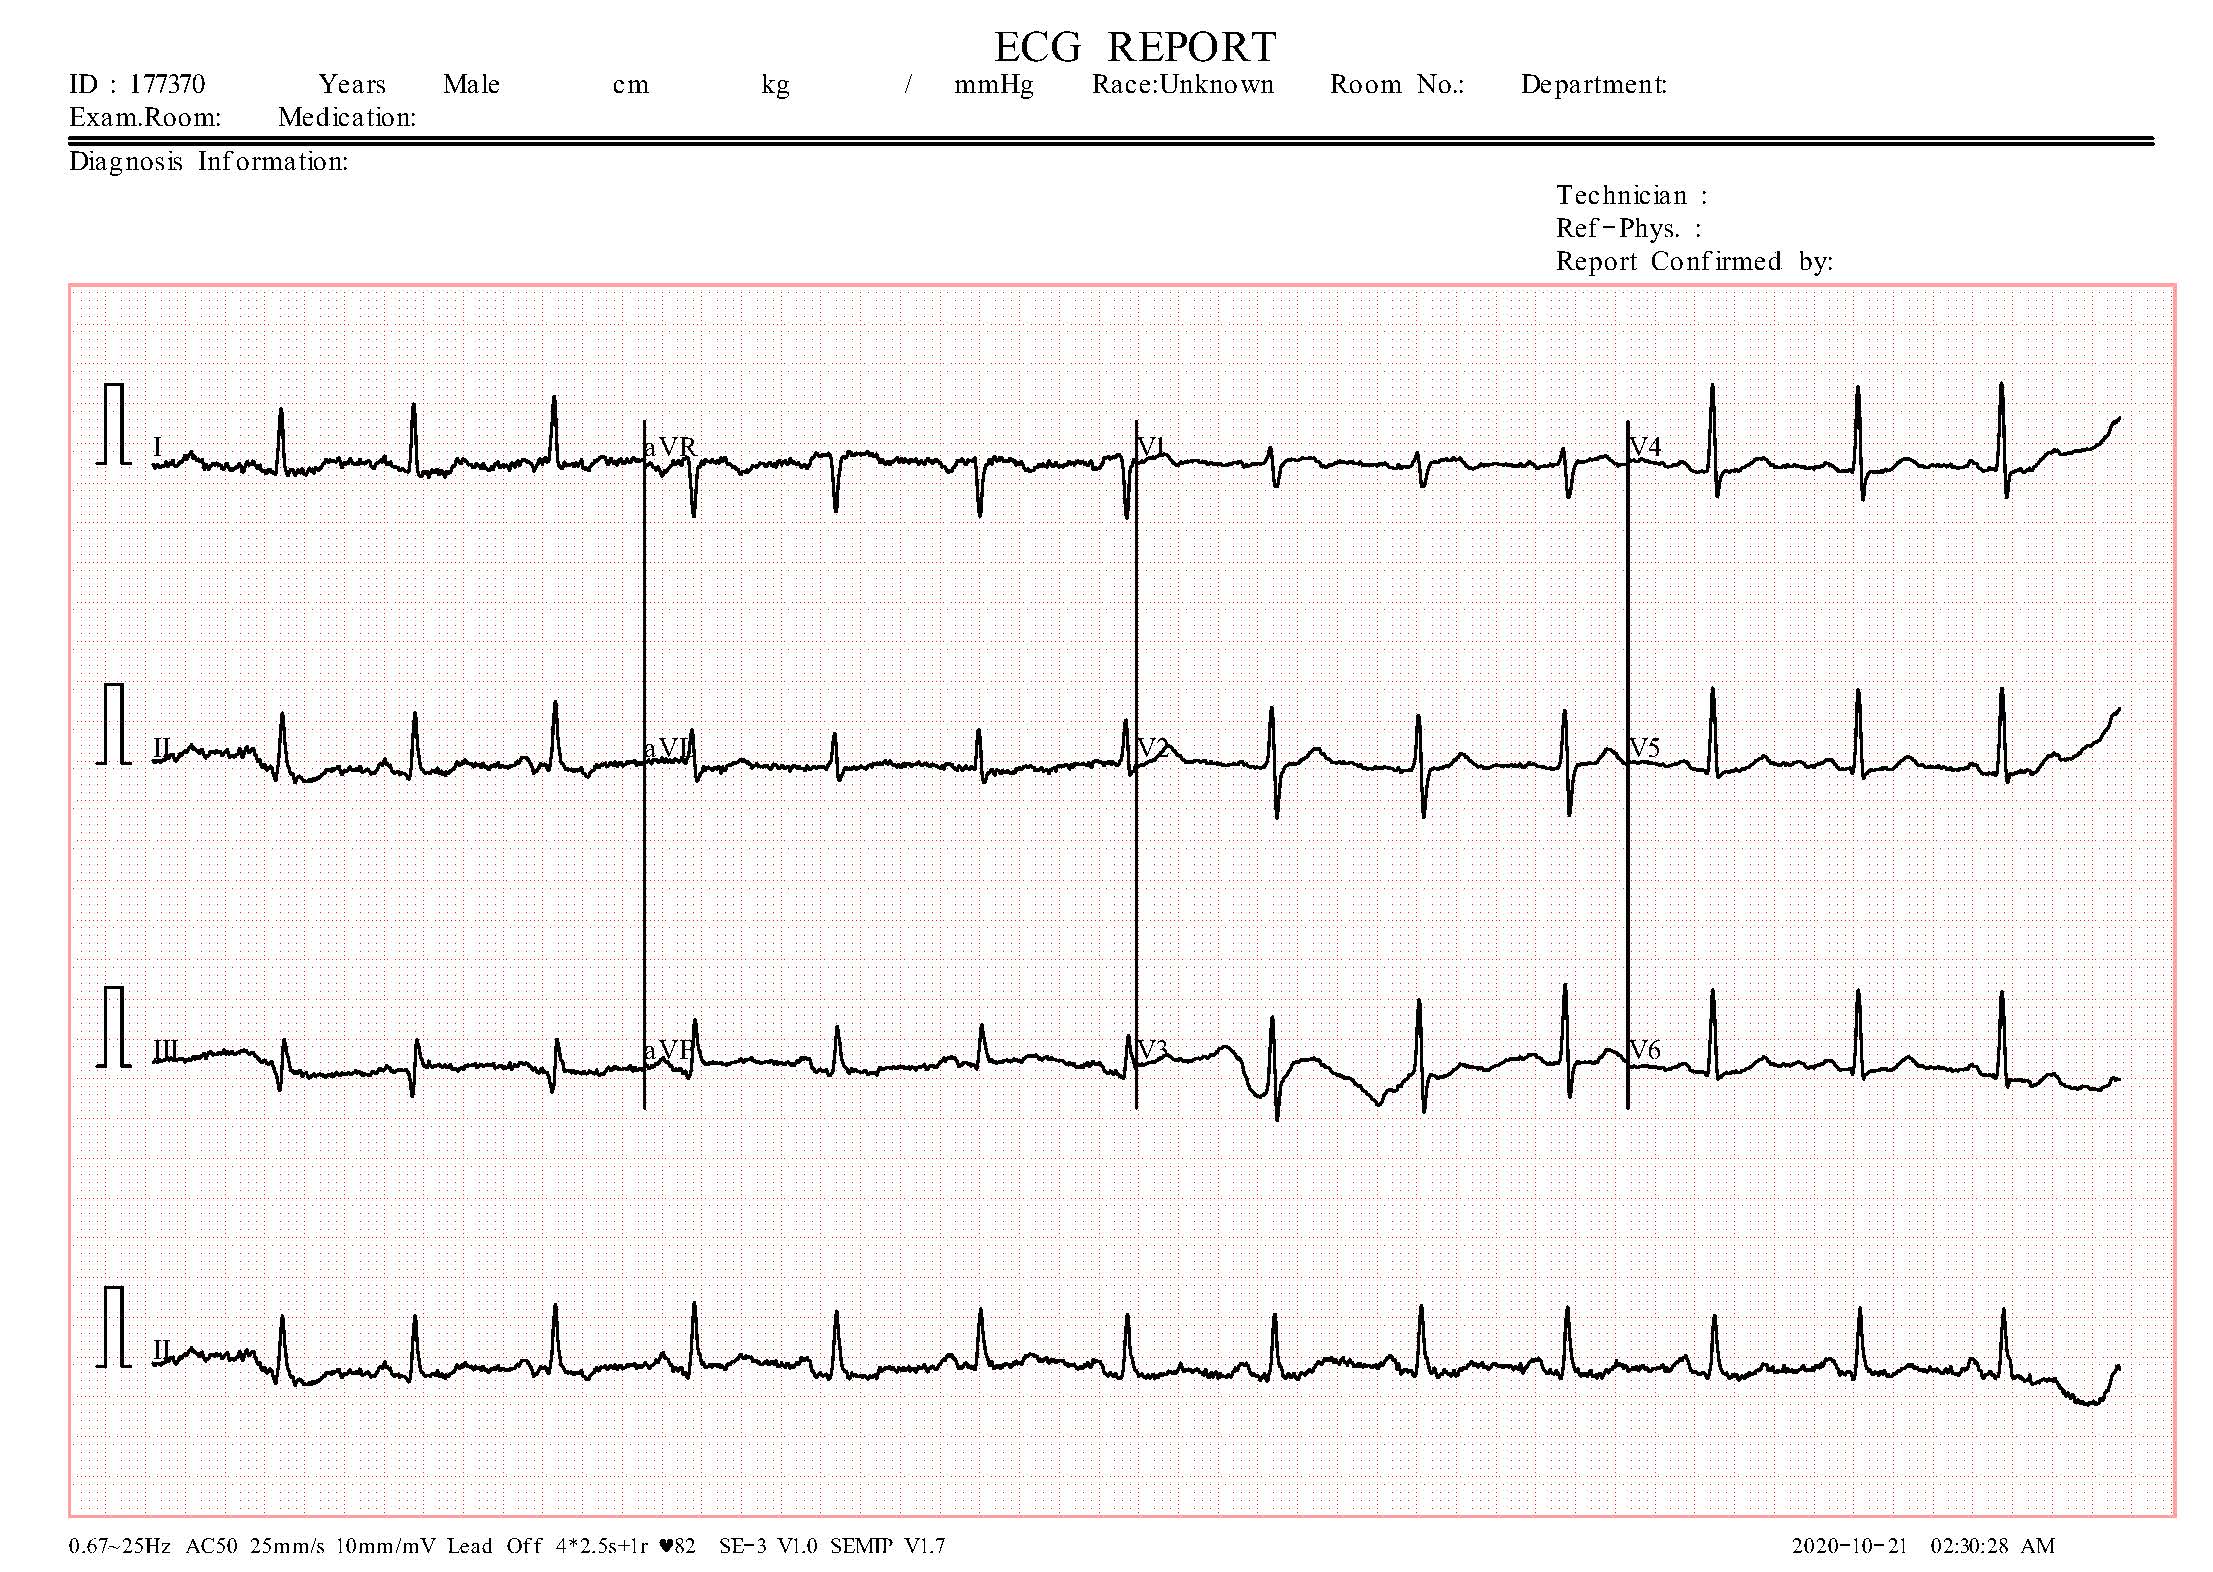 ECG REPORT
ID : 177370 Years Male cm kg / mmHg Race:Unknown Room No.: Department:
Exam.Room: Medication:
Diagnosis Information:
Technician :
Ref-Phys. :
Report Confirmed by:
I aVR V1 V4
II aVL V2 V5
III aVF V3 V6
II
0.67~25Hz AC50 25mm/s 10mm/mV Lead Off 4*2.5s+1r ♥82 SE-3 V1.0 SEMIP V1.7 2020-10-21 02:30:28 AM